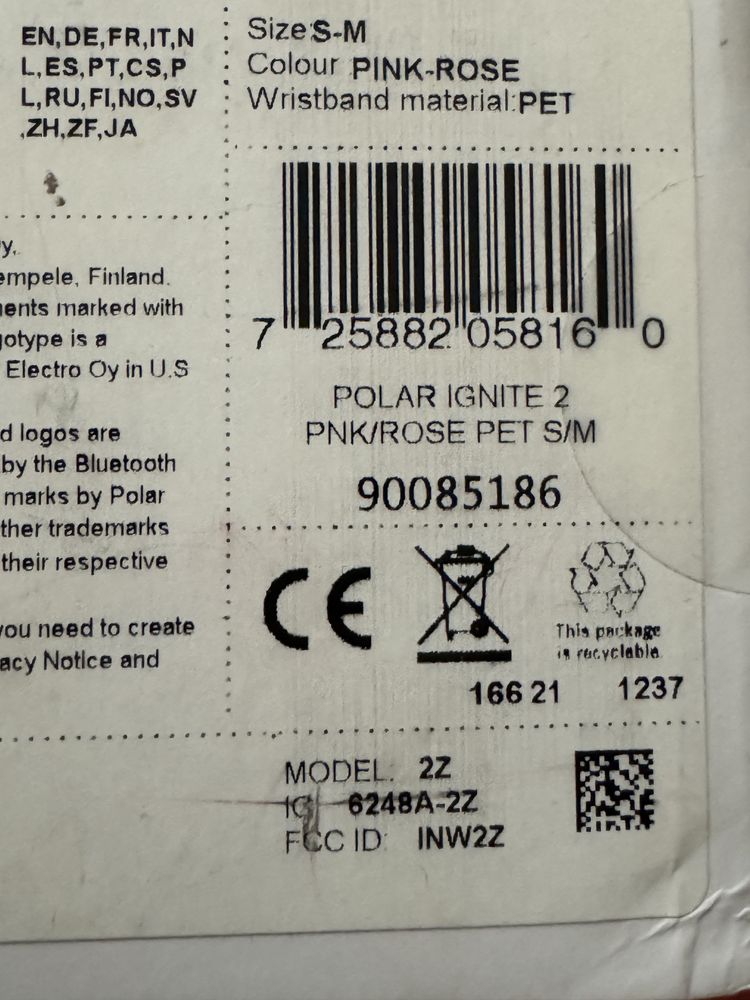 EN,DE,FR,IT,N
L,ES,PT,CS,P
L,RU,FI,NO,SV
,ZH,ZF,JA
y,
empele, Finland.
ents marked with
gotype is a
Electro Oy in U.S
d logos are
by the Bluetooth
marks by Polar
ther trademarks
their respective
you need to create
acy Notice and
Size:S-M
Colour PINK-ROSE
Wristband material:PET
7 25882 05816 0
POLAR IGNITE 2
PNK/ROSE PET S/M
90085186
CE
This package
is recyclable
166 21 1237
MODEL: 2Z
IC: 6248A-2Z
FCC ID: INW2Z